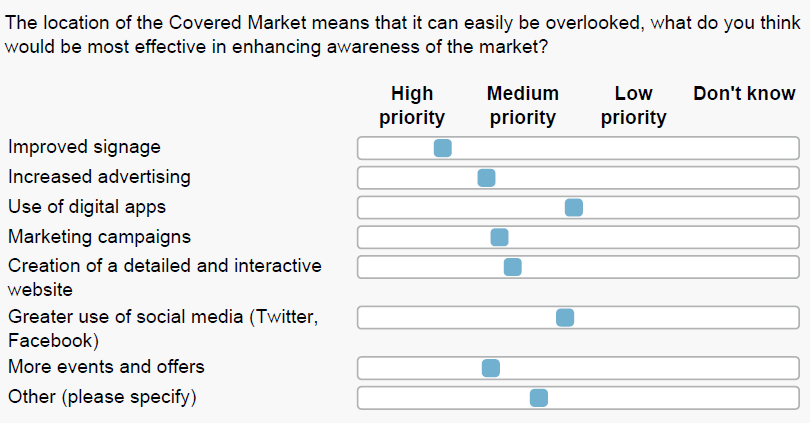 The location of the Covered Market means that it can easily be overlooked, what do you think
would be most effective in enhancing awareness of the market?
High priority Medium priority Low priority Don't know
Improved signage
Increased advertising
Use of digital apps
Marketing campaigns
Creation of a detailed and interactive
website
Greater use of social media (Twitter,
Facebook)
More events and offers
Other (please specify)